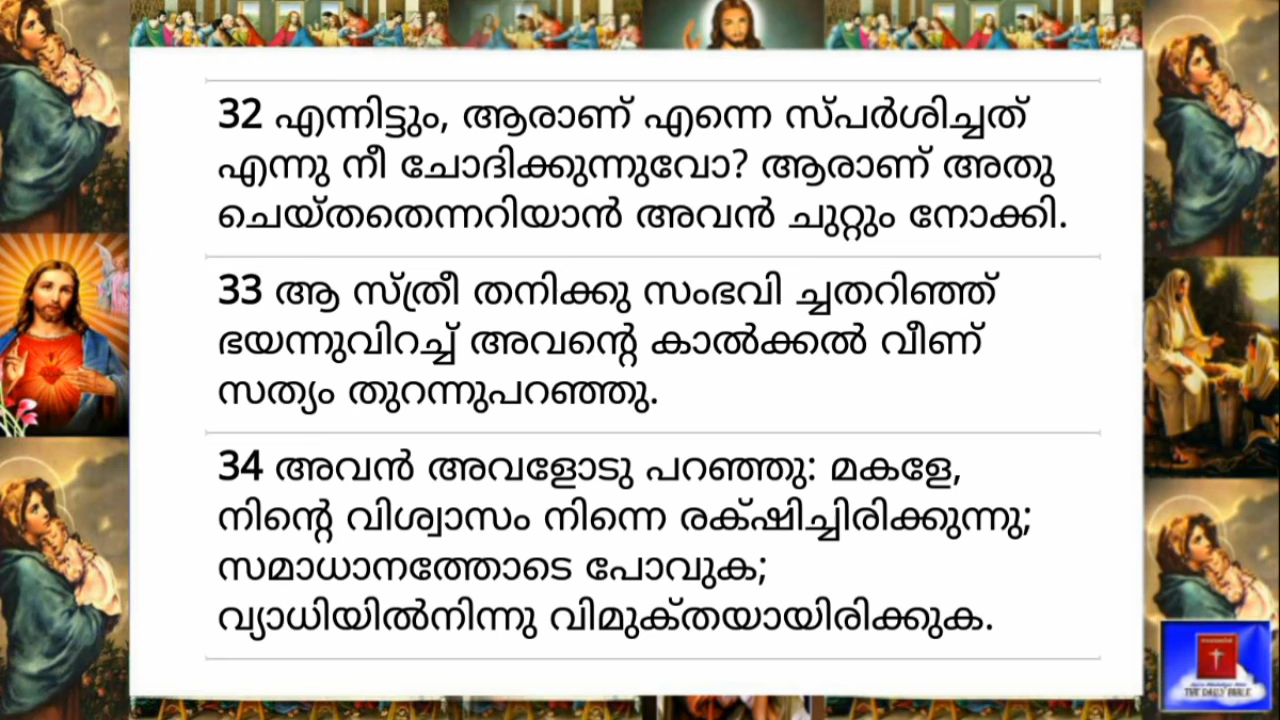 32 എന്നിട്ടും, ആരാണ് എന്നെ സ്പർശിച്ചത്
എന്നു നീ ചോദിക്കുന്നുവോ? ആരാണ് അതു
ചെയ്തതെന്നറിയാൻ അവൻ ചുറ്റും നോക്കി.
33 ആ സ്ത്രീ തനിക്കു സംഭവി ച്ചതറിഞ്ഞ്
ഭയന്നുവിറച്ച് അവന്റെ കാൽക്കൽ വീണ്
സത്യം തുറന്നുപറഞ്ഞു.
34 അവൻ അവളോടു പറഞ്ഞു: മകളേ,
നിന്റെ വിശ്വാസം നിന്നെ രക്ഷിച്ചിരിക്കുന്നു;
സമാധാനത്തോടെ പോവുക;
വ്യാധിയിൽനിന്നു വിമുക്തയായിരിക്കുക.
THE DAILY BIBLE